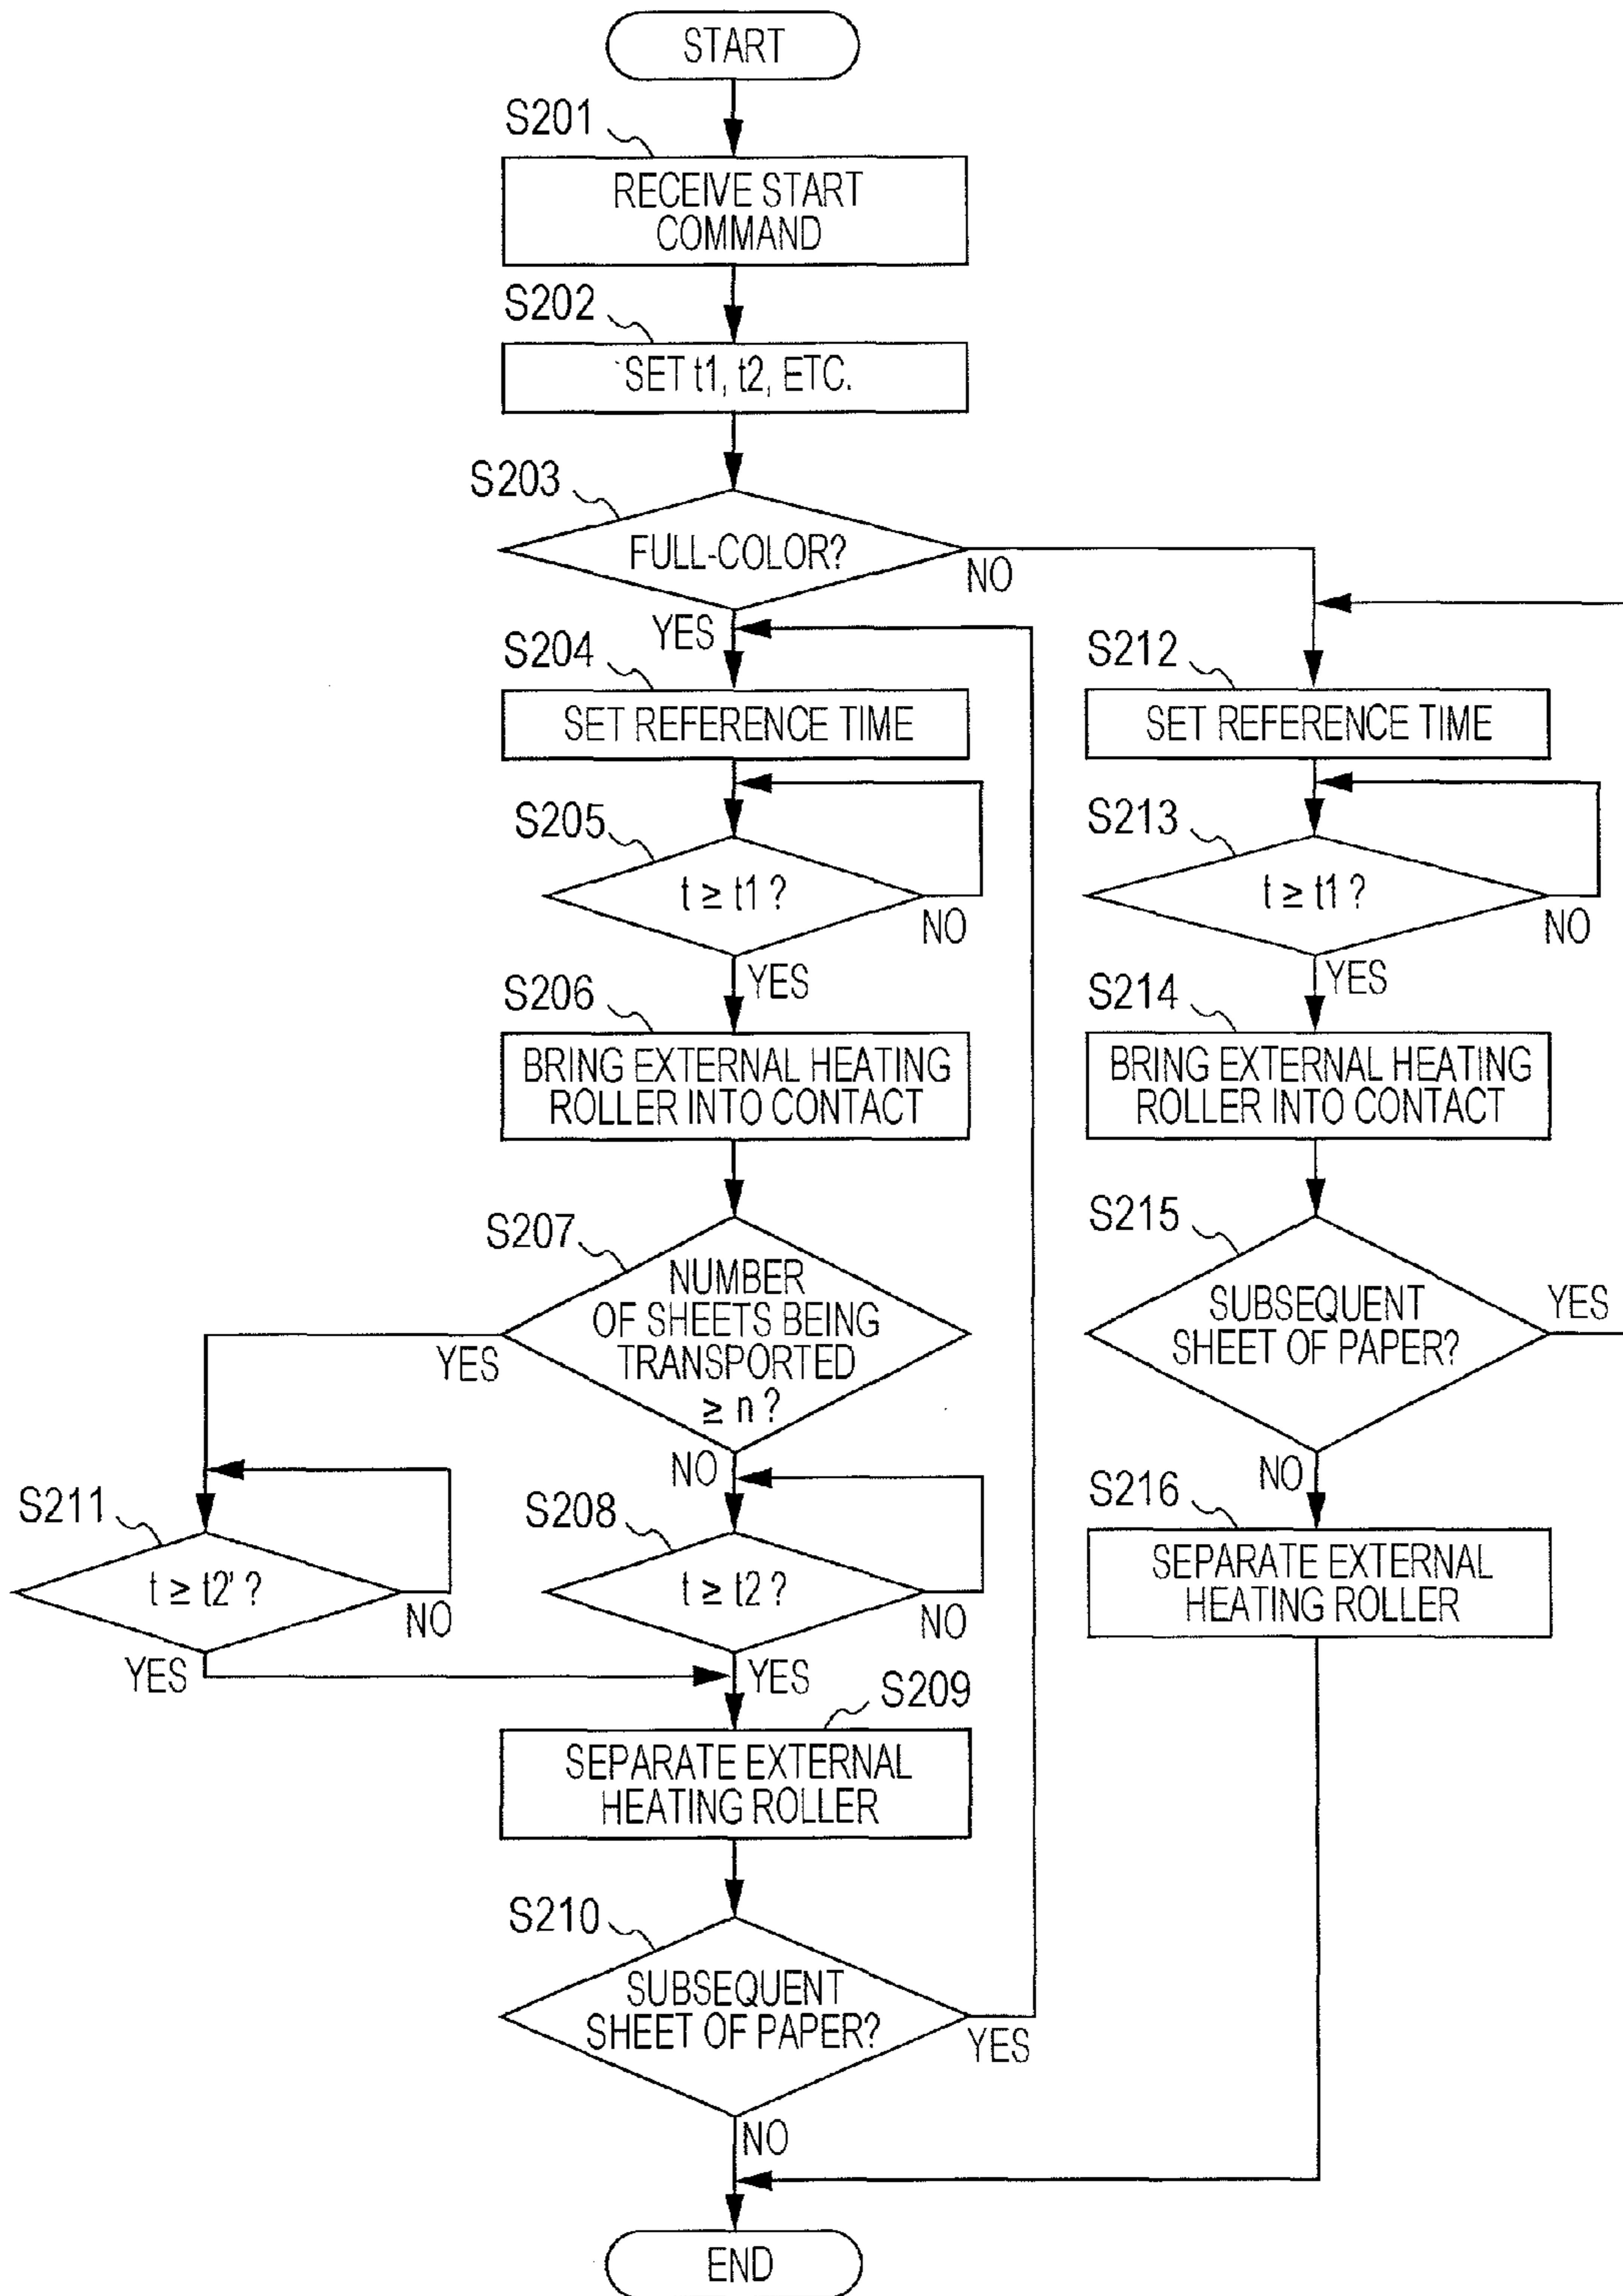 START
S201
RECEIVE START
COMMAND
S202
SET t1, t2, ETC.
S203
FULL-COLOR?
NO
YES
S204
SET REFERENCE TIME
S212
SET REFERENCE TIME
S205
t ≥ t1 ?
NO
YES
S213
t ≥ t1 ?
NO
YES
S206
BRING EXTERNAL HEATING
ROLLER INTO CONTACT
S214
BRING EXTERNAL HEATING
ROLLER INTO CONTACT
S207
NUMBER
OF SHEETS BEING
TRANSPORTED
≥ n ?
YES
NO
S215
SUBSEQUENT
SHEET OF PAPER?
YES
NO
S211
t ≥ t2' ?
NO
YES
S208
t ≥ t2 ?
NO
YES
S216
SEPARATE EXTERNAL
HEATING ROLLER
S209
SEPARATE EXTERNAL
HEATING ROLLER
S210
SUBSEQUENT
SHEET OF PAPER?
YES
NO
END